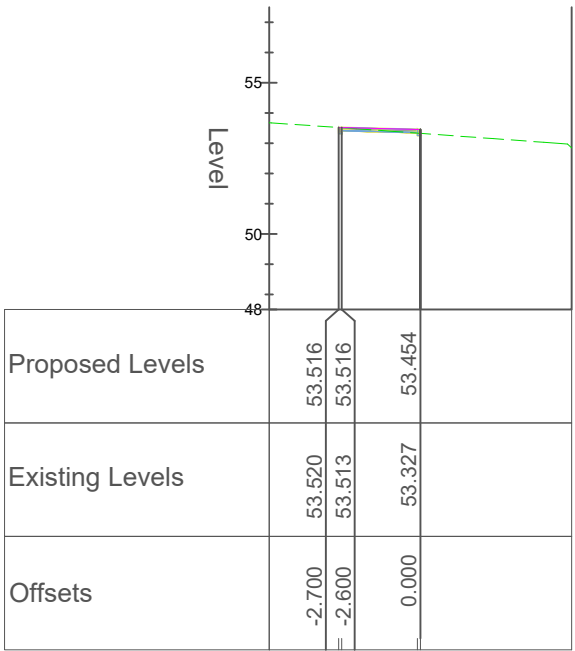 55
Level
50
48
Proposed Levels 53.516 53.516 53.454
Existing Levels 53.520 53.513 53.327
Offsets -2.700 -2.600 0.000